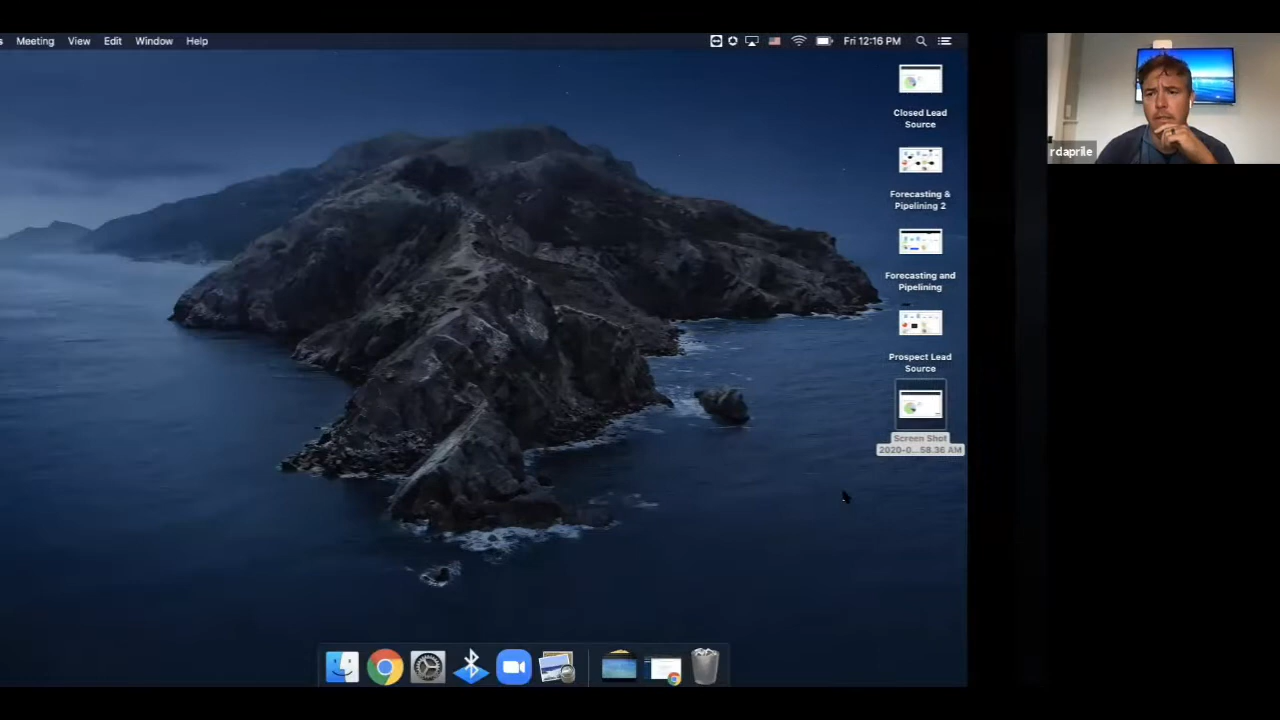 Meeting View Edit Window Help Fri 12:16 PM
Closed Lead
Source
Forecasting &
Pipelining 2
Forecasting and
Pipelining
Prospect Lead
Source
Screen Shot
2020-0...58.36 AM
rdaprile